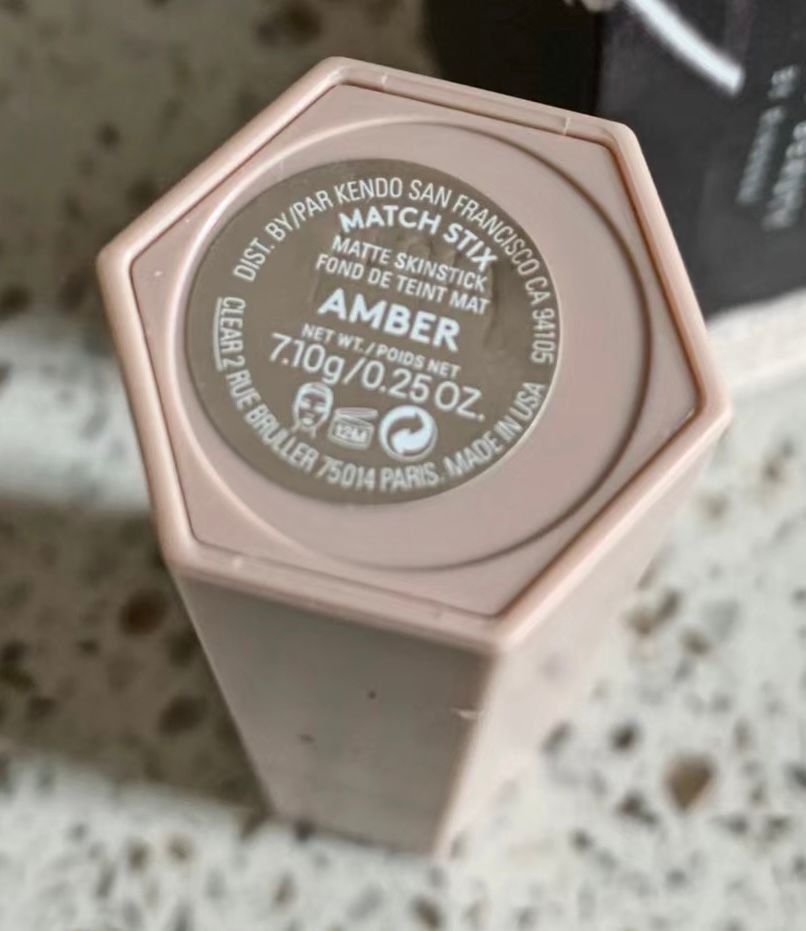 DIST. BY/PAR KENDO SAN FRANCISCO CA 94105
MATCH STIX
MATTE SKINSTICK
FOND DE TEINT MAT
AMBER
NET WT./POIDS NET
7.10g/0.25 OZ.
12M
CLEAR 2 RUE BRULLER 75014 PARIS. MADE IN USA